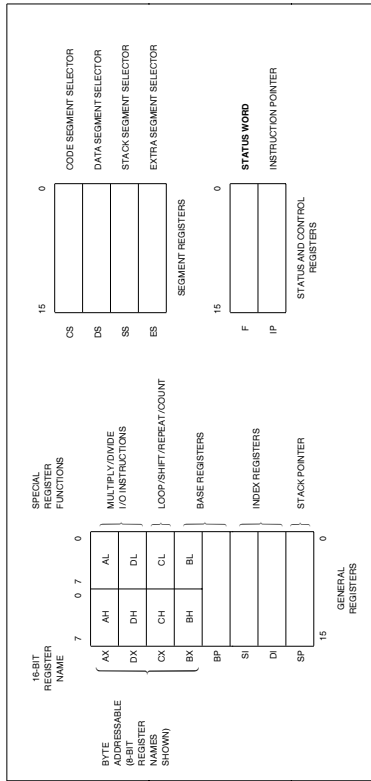 16-BIT
REGISTER
NAME
SPECIAL
REGISTER
FUNCTIONS
7 0 7 0
BYTE
ADDRESSABLE
(8-BIT
REGISTER
NAMES
SHOWN)
AX AH AL
DX DH DL
MULTIPLY/DIVIDE
I/O INSTRUCTIONS
CX CH CL LOOP/SHIFT/REPEAT/COUNT
BX BH BL
BP
BASE REGISTERS
SI
DI
INDEX REGISTERS
SP STACK POINTER
15 0
GENERAL
REGISTERS
15 0
CS CODE SEGMENT SELECTOR
DS DATA SEGMENT SELECTOR
SS STACK SEGMENT SELECTOR
ES EXTRA SEGMENT SELECTOR
SEGMENT REGISTERS
15 0
F STATUS WORD
IP INSTRUCTION POINTER
STATUS AND CONTROL
REGISTERS